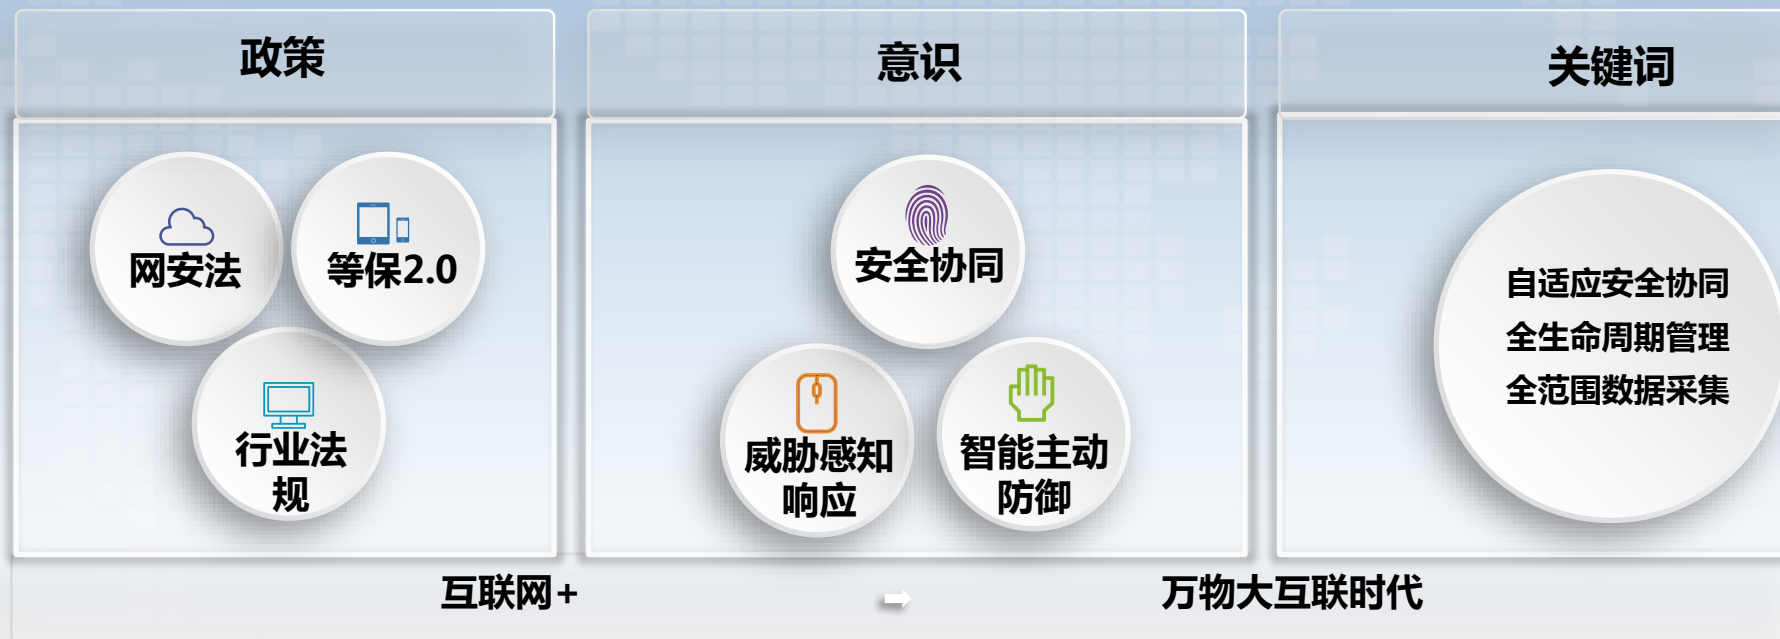 政策
意识
关键词
网安法
等保2.0
行业法
规
安全协同
威胁感知
响应
智能主动
防御
自适应安全协同
全生命周期管理
全范围数据采集
互联网+
万物大互联时代